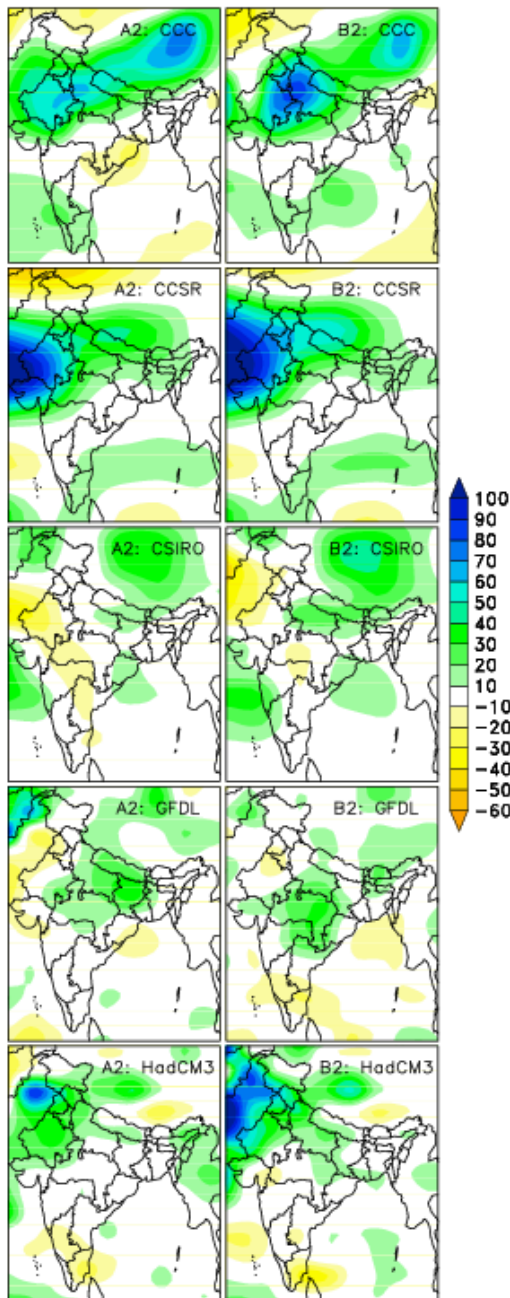 A2: CCC
B2: CCC
A2: CCSR
B2: CCSR
A2: CSIRO
B2: CSIRO
A2: GFDL
B2: GFDL
A2: HadCM3
B2: HadCM3
100
90
80
70
60
50
40
30
20
10
-10
-20
-30
-40
-50
-60